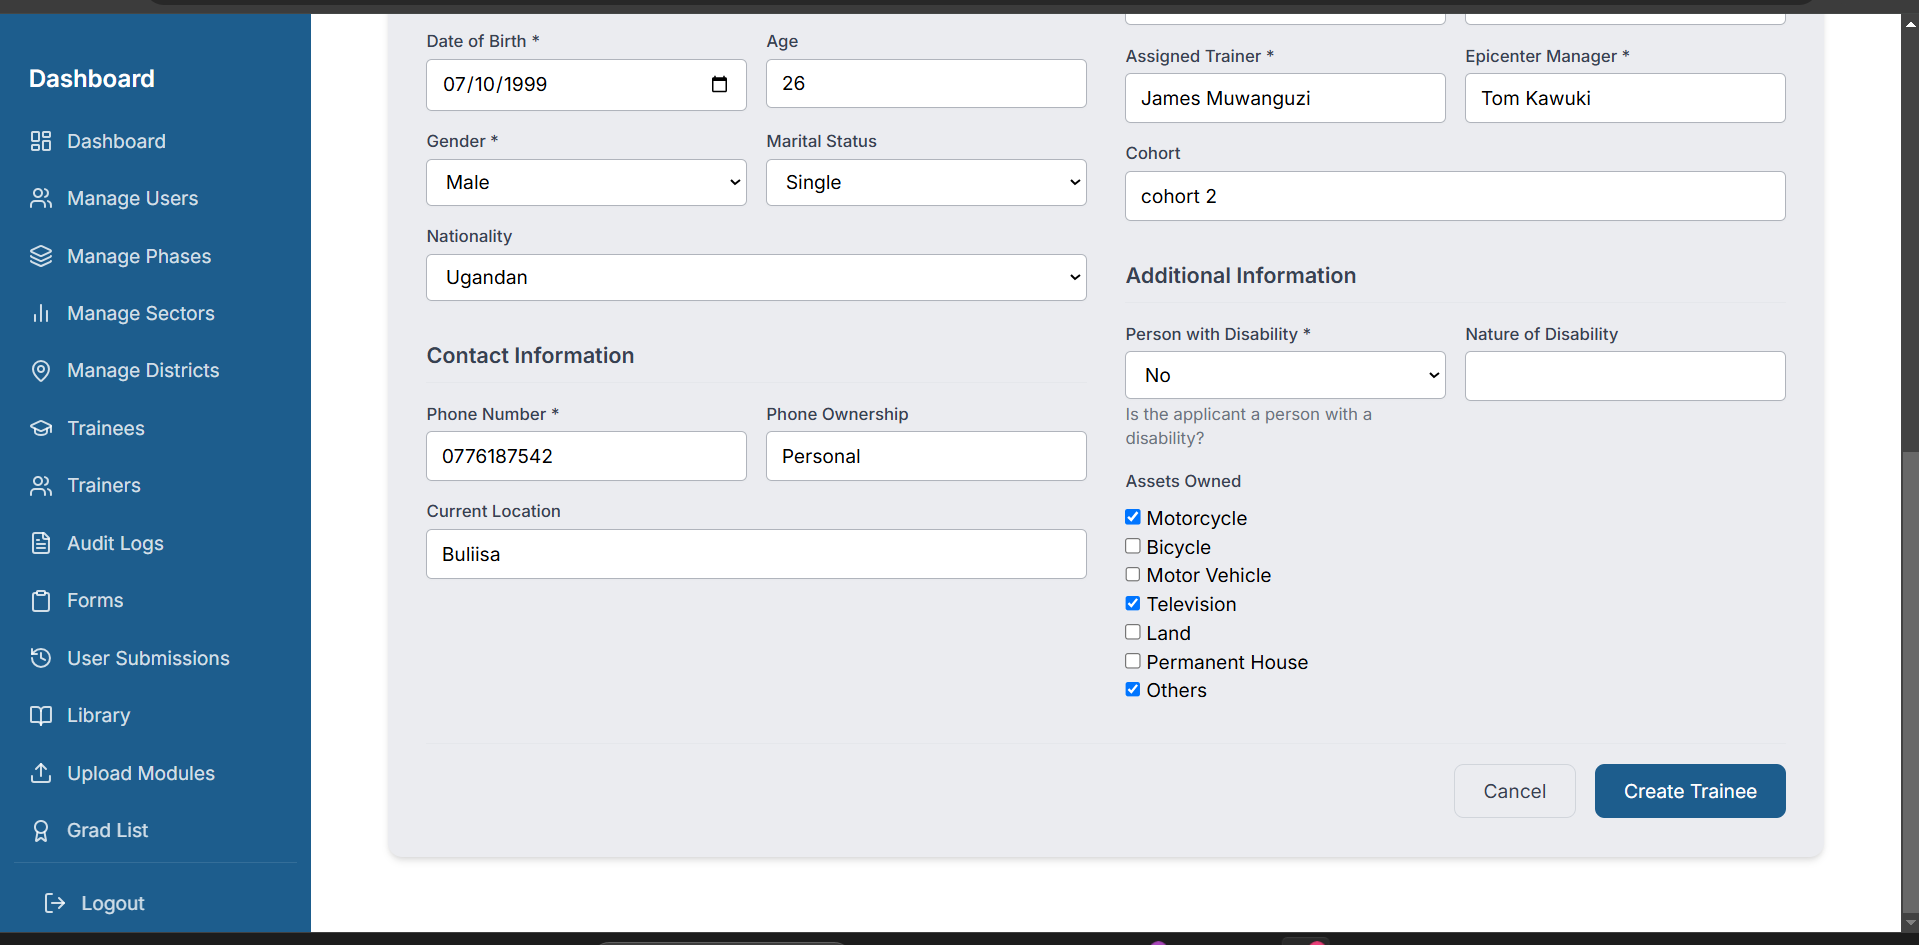 Dashboard
Dashboard
Manage Users
Manage Phases
Manage Sectors
Manage Districts
Trainees
Trainers
Audit Logs
Forms
User Submissions
Library
Upload Modules
Grad List
Logout
Date of Birth *
Age
07/10/1999
26
Gender *
Marital Status
Male
Single
Nationality
Ugandan
Contact Information
Phone Number *
Phone Ownership
0776187542
Personal
Current Location
Buliisa
Assigned Trainer *
Epicenter Manager *
James Muwanguzi
Tom Kawuki
Cohort
cohort 2
Additional Information
Person with Disability *
Nature of Disability
No
Is the applicant a person with a
disability?
Assets Owned
Motorcycle
Bicycle
Motor Vehicle
Television
Land
Permanent House
Others
Cancel
Create Trainee